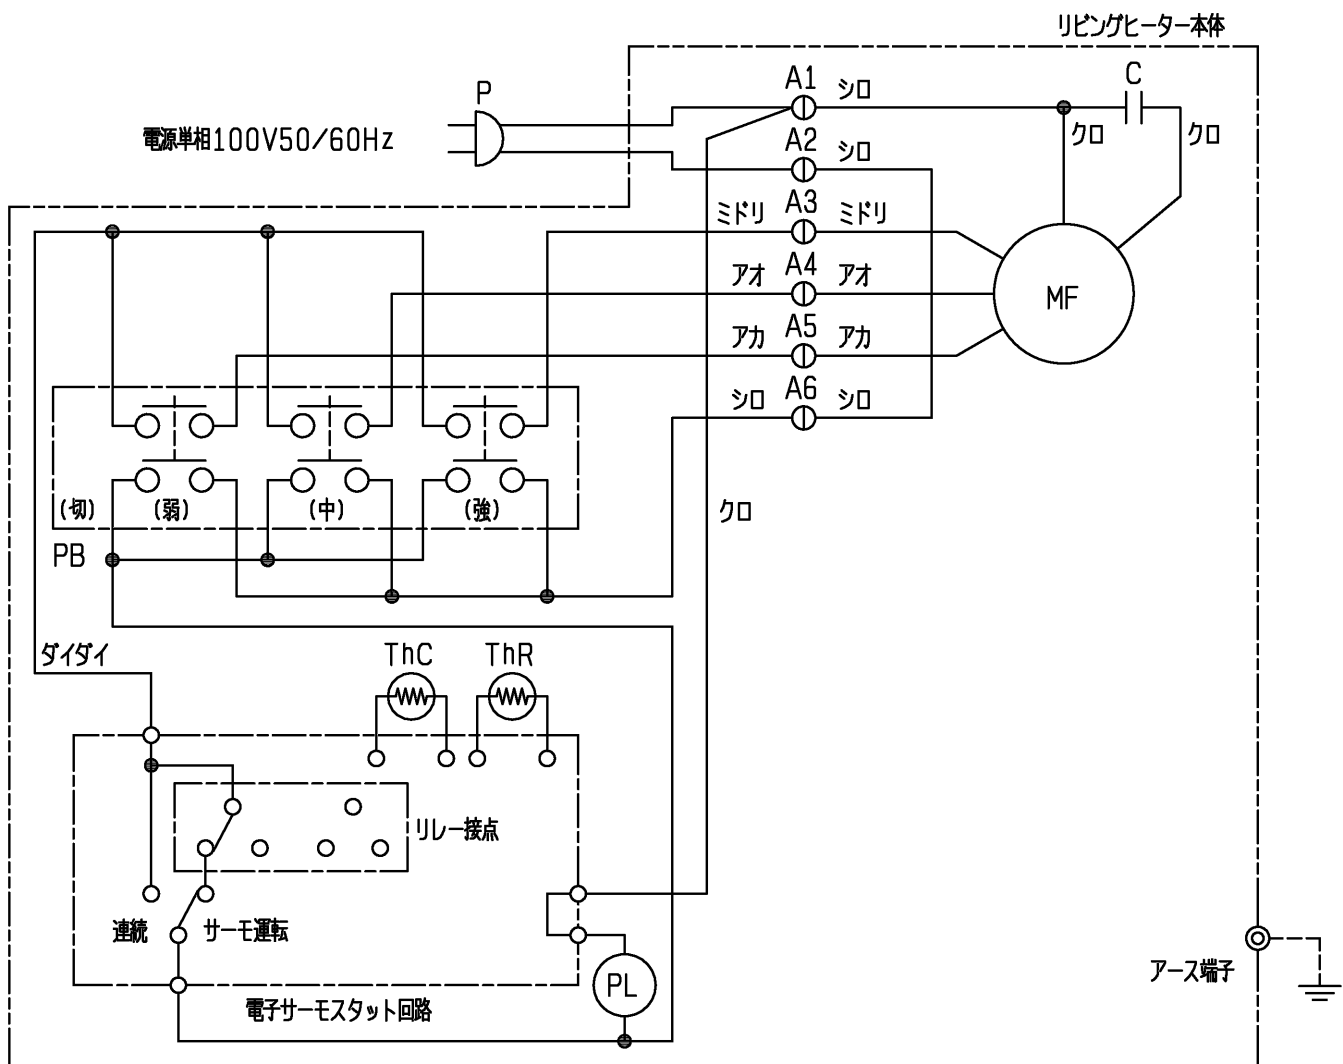 リビングヒーター本体
P
電源単相100V50/60Hz
A1 シロ
C
クロ
クロ
A2 シロ
ミドリ A3 ミドリ
アオ A4 アオ
MF
アカ A5 アカ
シロ A6 シロ
(切) (弱) (中) (強)
クロ
PB
ダイダイ
ThC ThR
リレー接点
連続 サーモ運転
PL
アース端子
電子サーモスタット回路